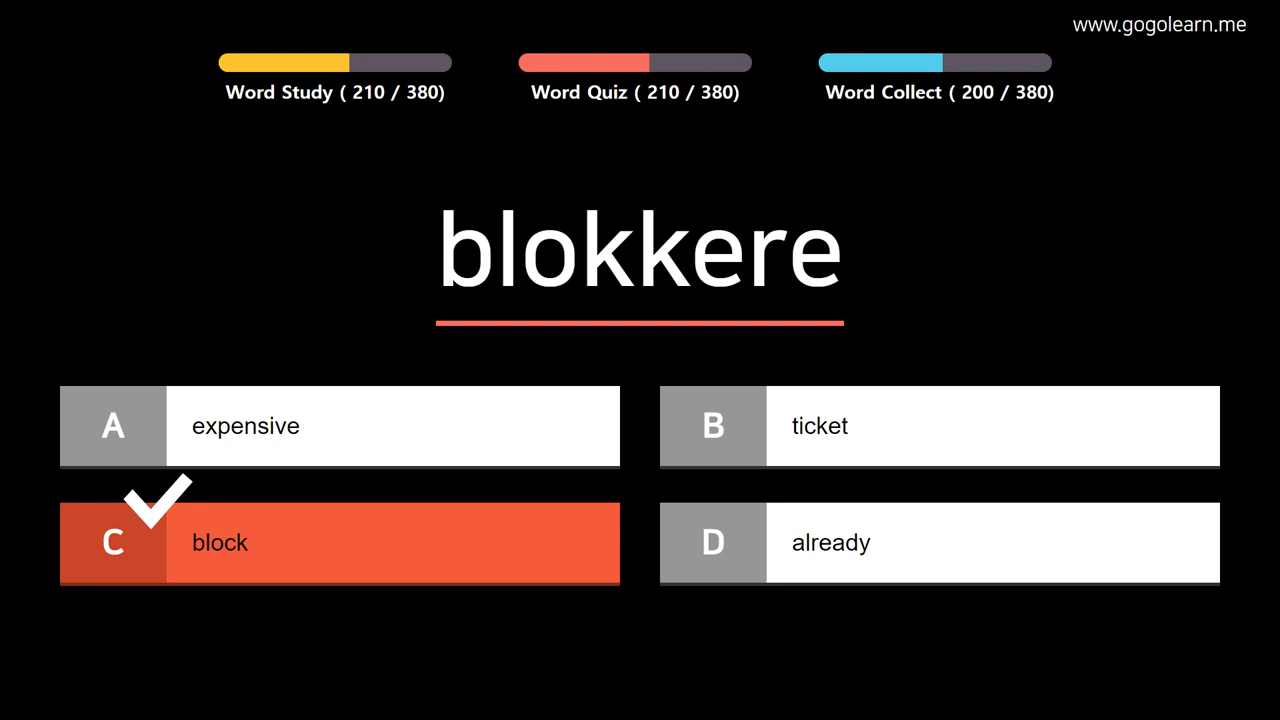 www.gogolearn.me
Word Study ( 210 / 380)
Word Quiz ( 210 / 380)
Word Collect ( 200 / 380)
blokkere
A expensive
B ticket
C block
D already